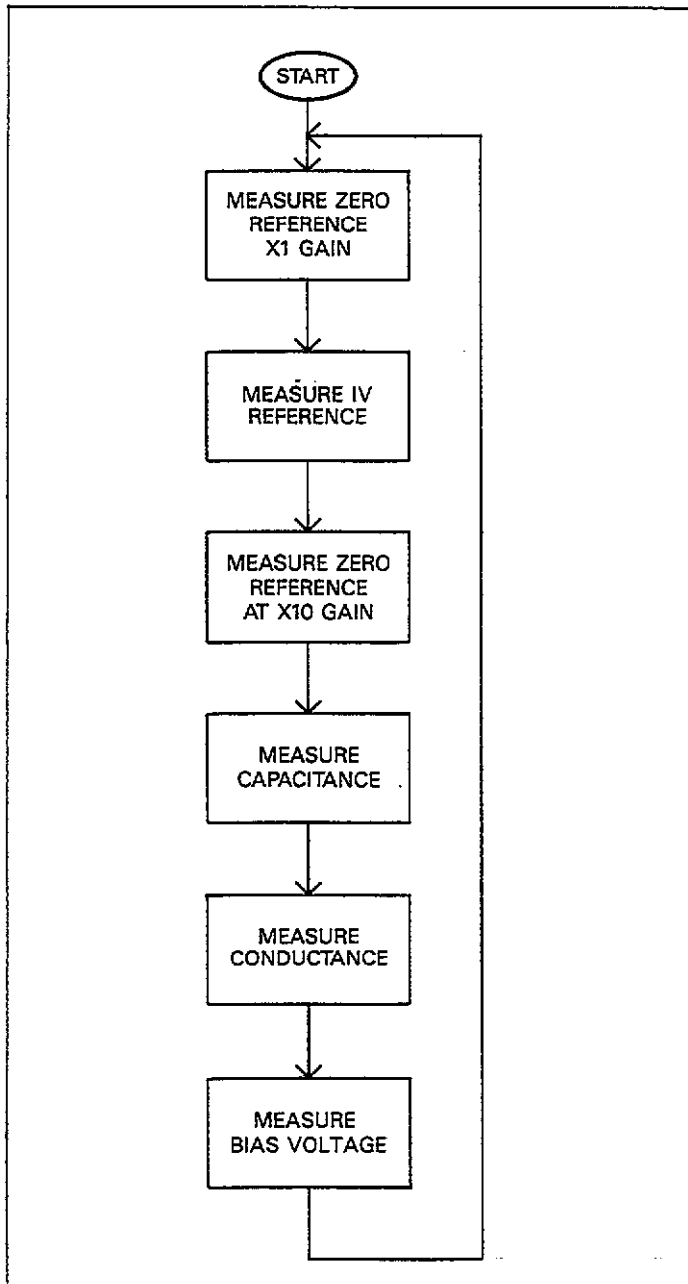 START
MEASURE ZERO
REFERENCE
X1 GAIN
MEASURE IV
REFERENCE
MEASURE ZERO
REFERENCE
AT X10 GAIN
MEASURE
CAPACITANCE
MEASURE
CONDUCTANCE
MEASURE
BIAS VOLTAGE